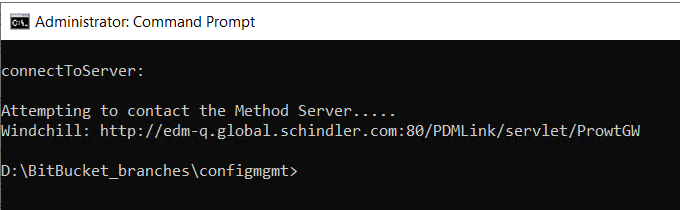 Administrator: Command Prompt
connectToServer:
Attempting to contact the Method Server.....
Windchill: http://edm-q.global.schindler.com:80/PDMLink/servlet/ProwtGW
D:\BitBucket_branches\configmgmt>